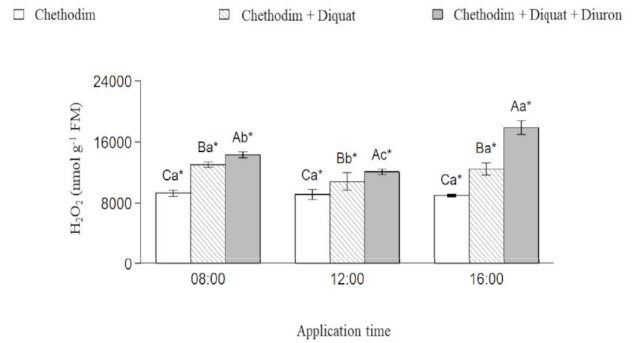 Chethodim Chethodim + Diquat Chethodim + Diquat + Diuron
H₂O₂ (nmol g⁻¹ FM)
24000
16000
8000
0
Ca* Ba* Ab*
Ca* Bb* Ac*
Ca* Ba* Aa*
08:00 12:00 16:00
Application time